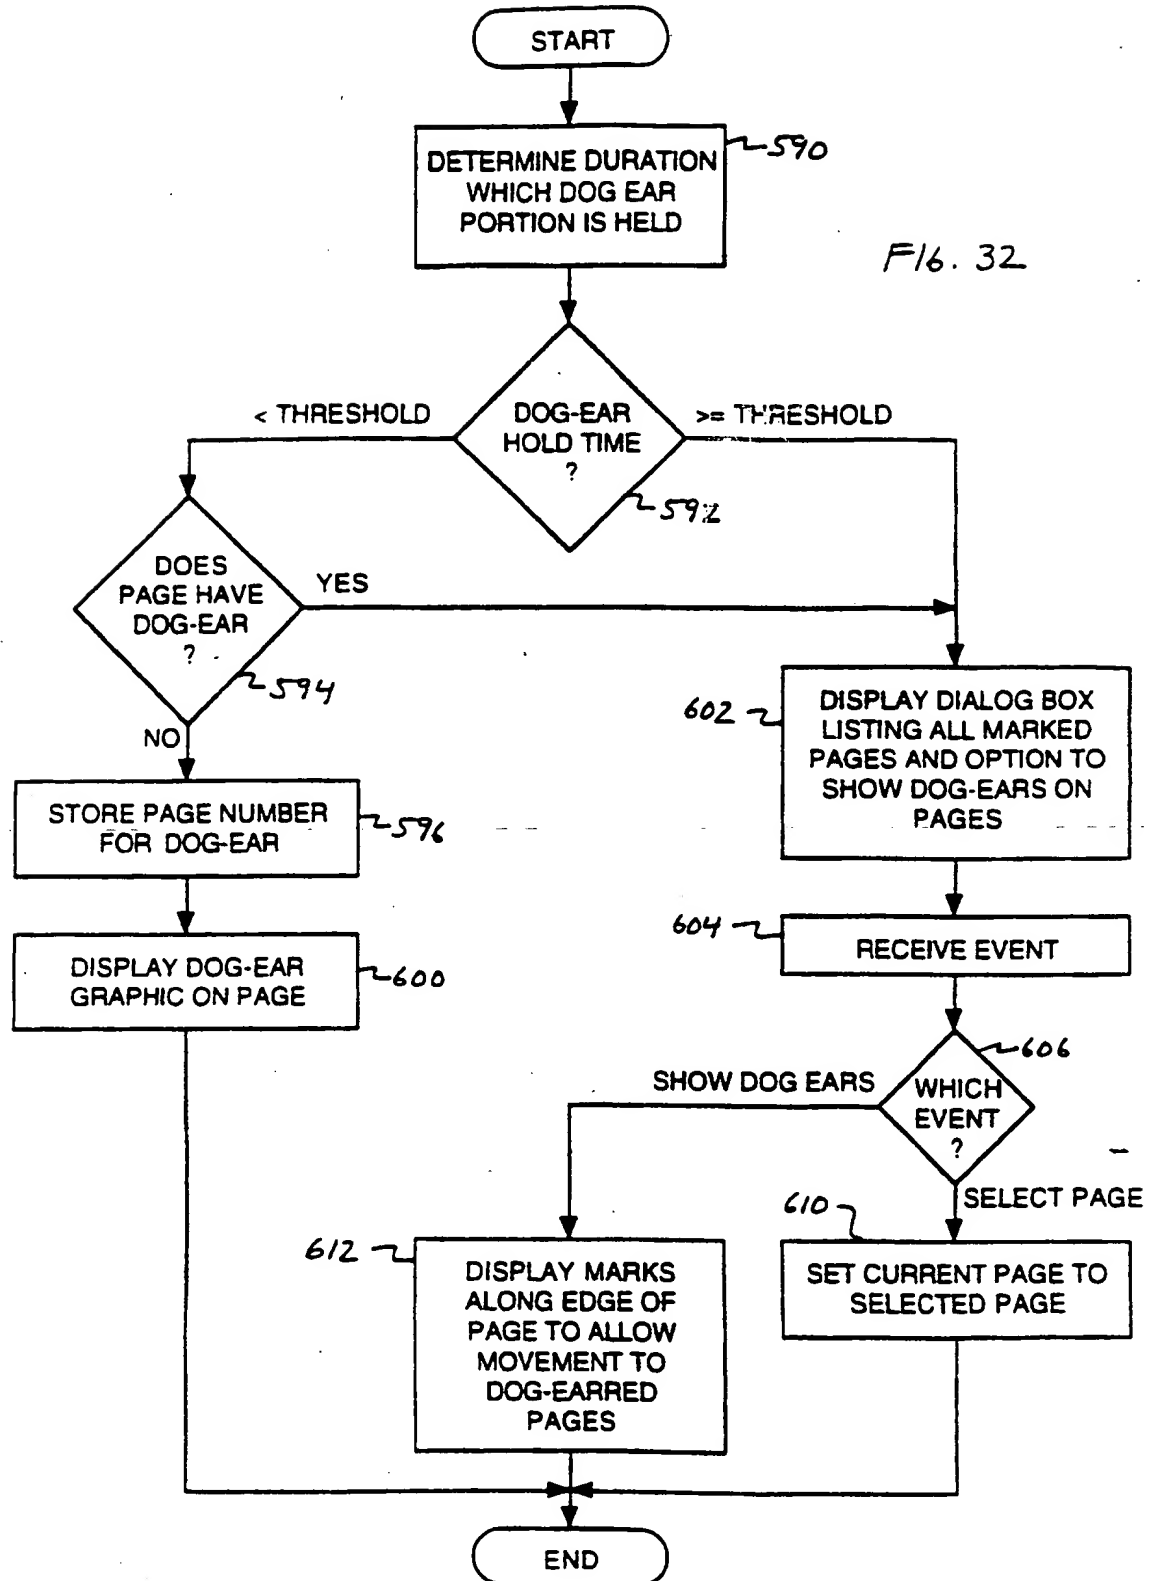 START
DETERMINE DURATION
WHICH DOG EAR
PORTION IS HELD
590
FIG. 32
< THRESHOLD
DOG-EAR
HOLD TIME
?
>= THRESHOLD
592
DOES
PAGE HAVE
DOG-EAR
?
YES
594
NO
STORE PAGE NUMBER
FOR DOG-EAR
596
DISPLAY DOG-EAR
GRAPHIC ON PAGE
600
602
DISPLAY DIALOG BOX
LISTING ALL MARKED
PAGES AND OPTION TO
SHOW DOG-EARS ON
PAGES
604
RECEIVE EVENT
606
SHOW DOG EARS
WHICH
EVENT
?
SELECT PAGE
610
SET CURRENT PAGE TO
SELECTED PAGE
612
DISPLAY MARKS
ALONG EDGE OF
PAGE TO ALLOW
MOVEMENT TO
DOG-EARRED
PAGES
END